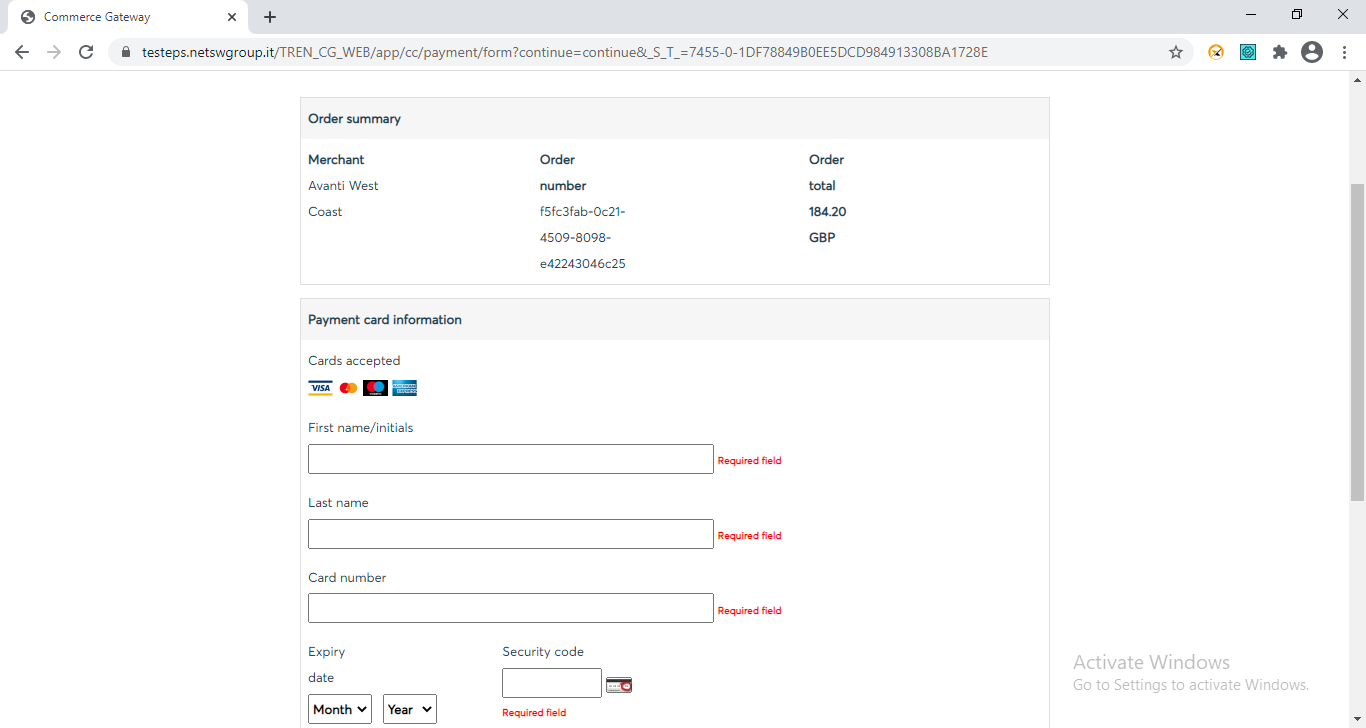 Commerce Gateway
testeps.netswgroup.it/TREN_CG_WEB/app/cc/payment/form?continue=continue&_S_T_=7455-0-1DF78849B0EE5DCD984913308BA1728E
Order summary
Merchant
Avanti West
Coast
Order
number
f5fc3fab-0c21-
4509-8098-
e42243046c25
Order
total
184.20
GBP
Payment card information
Cards accepted
VISA
First name/initials
Required field
Last name
Required field
Card number
Required field
Expiry
date
Month
Year
Security code
Required field
Activate Windows
Go to Settings to activate Windows.